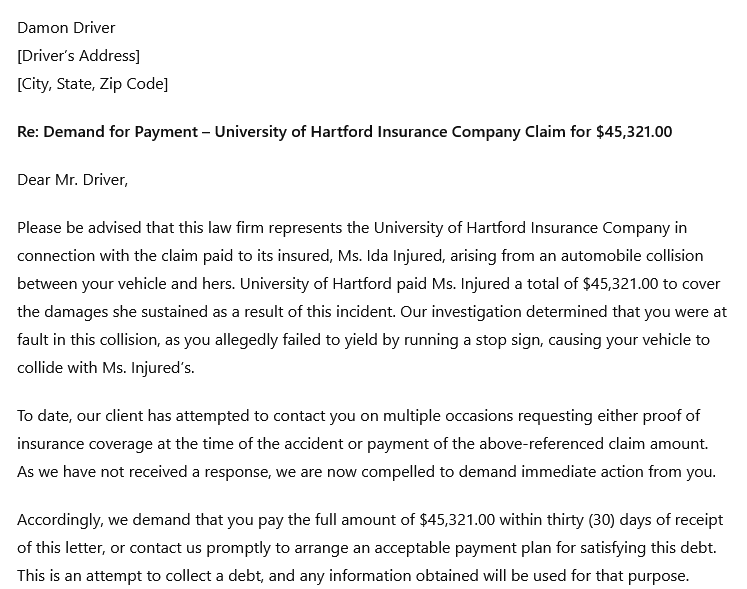 Damon Driver
[Driver's Address]
[City, State, Zip Code]
Re: Demand for Payment – University of Hartford Insurance Company Claim for $45,321.00
Dear Mr. Driver,
Please be advised that this law firm represents the University of Hartford Insurance Company in
connection with the claim paid to its insured, Ms. Ida Injured, arising from an automobile collision
between your vehicle and hers. University of Hartford paid Ms. Injured a total of $45,321.00 to cover
the damages she sustained as a result of this incident. Our investigation determined that you were at
fault in this collision, as you allegedly failed to yield by running a stop sign, causing your vehicle to
collide with Ms. Injured's.
To date, our client has attempted to contact you on multiple occasions requesting either proof of
insurance coverage at the time of the accident or payment of the above-referenced claim amount.
As we have not received a response, we are now compelled to demand immediate action from you.
Accordingly, we demand that you pay the full amount of $45,321.00 within thirty (30) days of receipt
of this letter, or contact us promptly to arrange an acceptable payment plan for satisfying this debt.
This is an attempt to collect a debt, and any information obtained will be used for that purpose.